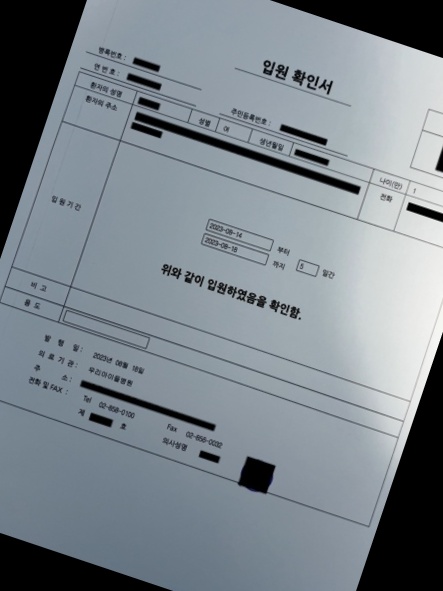 입원 확인서
병록번호 :
연 번 호 :
주민등록번호 :
환자의 성명
성별 여 생년월일
나이(만) 1
환자의 주소
전화
입 원 기 간
2023-08-14 부터
2023-08-18 까지 5 일간
위와 같이 입원하였음을 확인함.
비 고
용 도
발 행 일 : 2023년 08월 18일
의 료 기 관 : 우리아이들병원
주 소 :
전화 및 FAX : Tel 02-858-0100 Fax 02-858-0032
제 호 의사성명